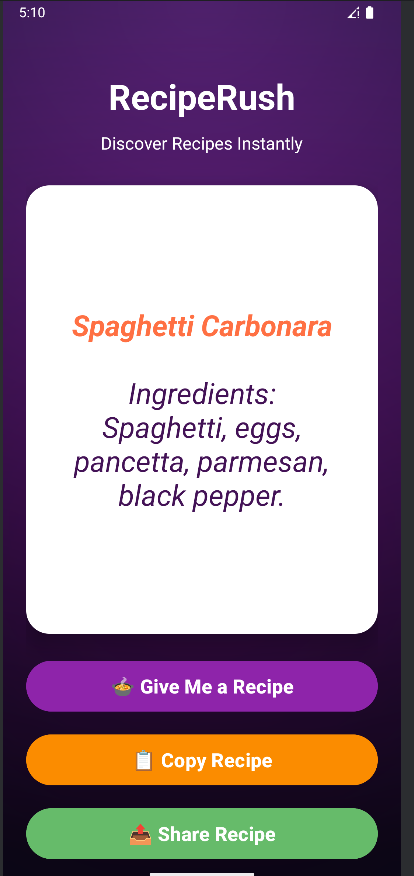 5:10
RecipeRush
Discover Recipes Instantly
Spaghetti Carbonara
Ingredients:
Spaghetti, eggs,
pancetta, parmesan,
black pepper.
🍲 Give Me a Recipe
📋 Copy Recipe
📤 Share Recipe